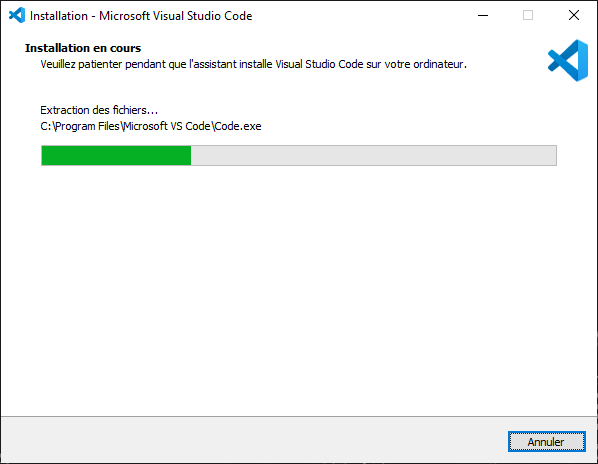 Installation - Microsoft Visual Studio Code
Installation en cours
Veuillez patienter pendant que l'assistant installe Visual Studio Code sur votre ordinateur.
Extraction des fichiers...
C:\Program Files\Microsoft VS Code\Code.exe
Annuler